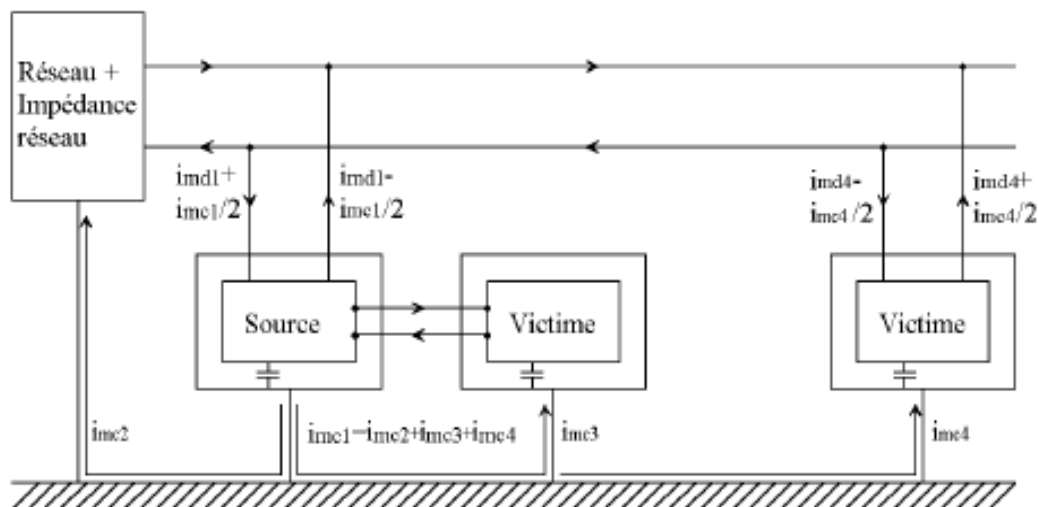 Réseau +
Impédance
réseau
imd1+
imc1/2
imd1-
imc1/2
imd4-
imc4/2
imd4+
imc4/2
Source
Victime
Victime
imc2
imc1=imc2+imc3+imc4
imc3
imc4